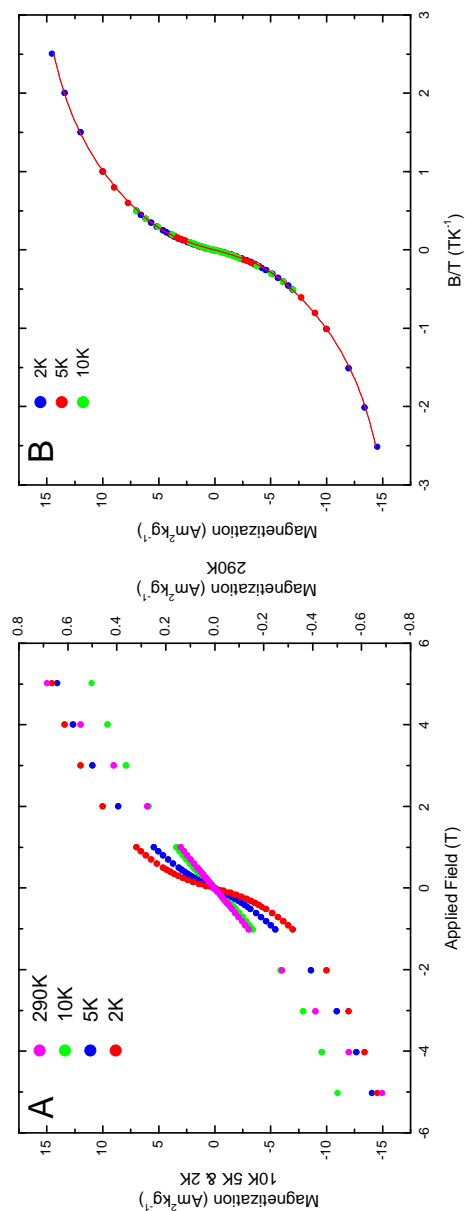 A
290K
10K
5K
2K
15
10
5
0
-5
-10
-15
0.8
0.6
0.4
0.2
0.0
-0.2
-0.4
-0.6
-0.8
-6
-4
-2
0
2
4
6
Applied Field (T)
Magnetization (Am²kg⁻¹)
10K 5K & 2K
Magnetization (Am²kg⁻¹)
290K
B
2K
5K
10K
15
10
5
0
-5
-10
-15
-3
-2
-1
0
1
2
3
B/T (TK⁻¹)
Magnetization (Am²kg⁻¹)